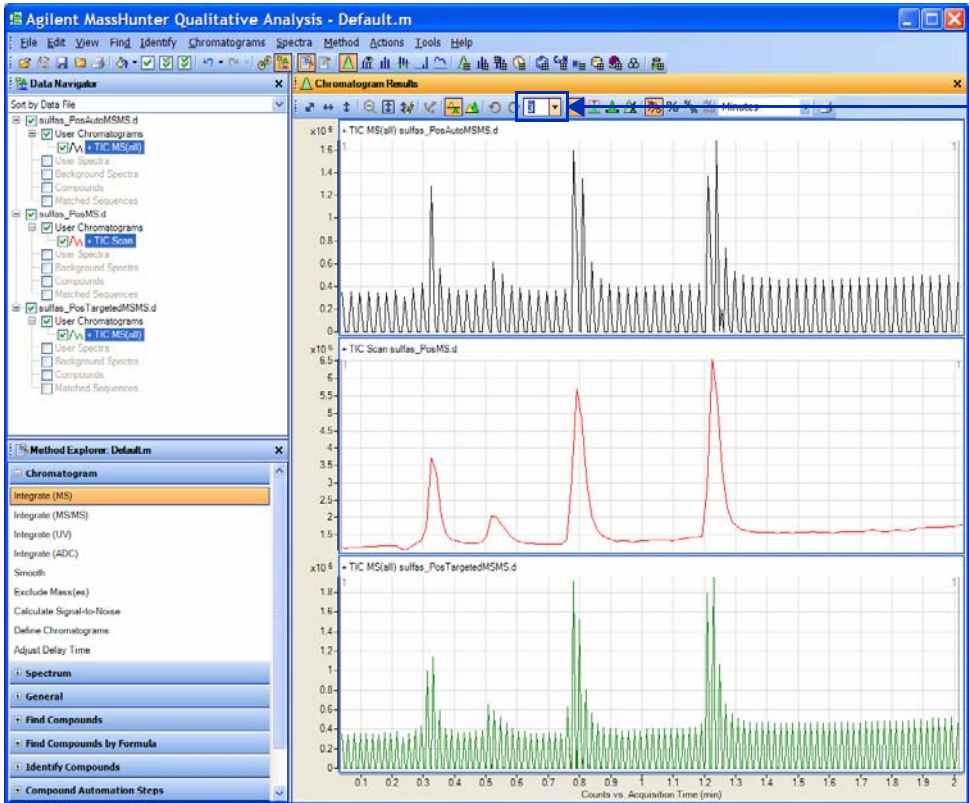 Agilent MassHunter Qualitative Analysis - Default.m
File Edit View Find Identify Chromatograms Spectra Method Actions Tools Help
Data Navigator
Sort by Data File
sulfas_PosAutoMSMS.d
User Chromatograms
+ TIC MS(all)
User Spectra
Background Spectra
Compounds
Matched Sequences
sulfas_PosMS.d
User Chromatograms
+ TIC Scan
User Spectra
Background Spectra
Compounds
Matched Sequences
sulfas_PosTargetedMSMS.d
User Chromatograms
+ TIC MS(all)
User Spectra
Background Spectra
Compounds
Matched Sequences
Method Explorer: Default.m
Chromatogram
Integrate (MS)
Integrate (MS/MS)
Integrate (UV)
Integrate (ADC)
Smooth
Exclude Mass(es)
Calculate Signal-to-Noise
Define Chromatograms
Adjust Delay Time
Spectrum
General
Find Compounds
Find Compounds by Formula
Identify Compounds
Compound Automation Steps
Chromatogram Results
Minutes
x10 6 + TIC MS(all) sulfas_PosAutoMSMS.d
1 1
1.6
1.4
1.2
1
0.8
0.6
0.4
0.2
0
x10 6 + TIC Scan sulfas_PosMS.d
1 1
6.5
6
5.5
5
4.5
4
3.5
3
2.5
2
1.5
x10 6 + TIC MS(all) sulfas_PosTargetedMSMS.d
1 1
1.8
1.6
1.4
1.2
1
0.8
0.6
0.4
0.2
0
0.1 0.2 0.3 0.4 0.5 0.6 0.7 0.8 0.9 1 1.1 1.2 1.3 1.4 1.5 1.6 1.7 1.8 1.9 2
Counts vs. Acquisition Time (min)